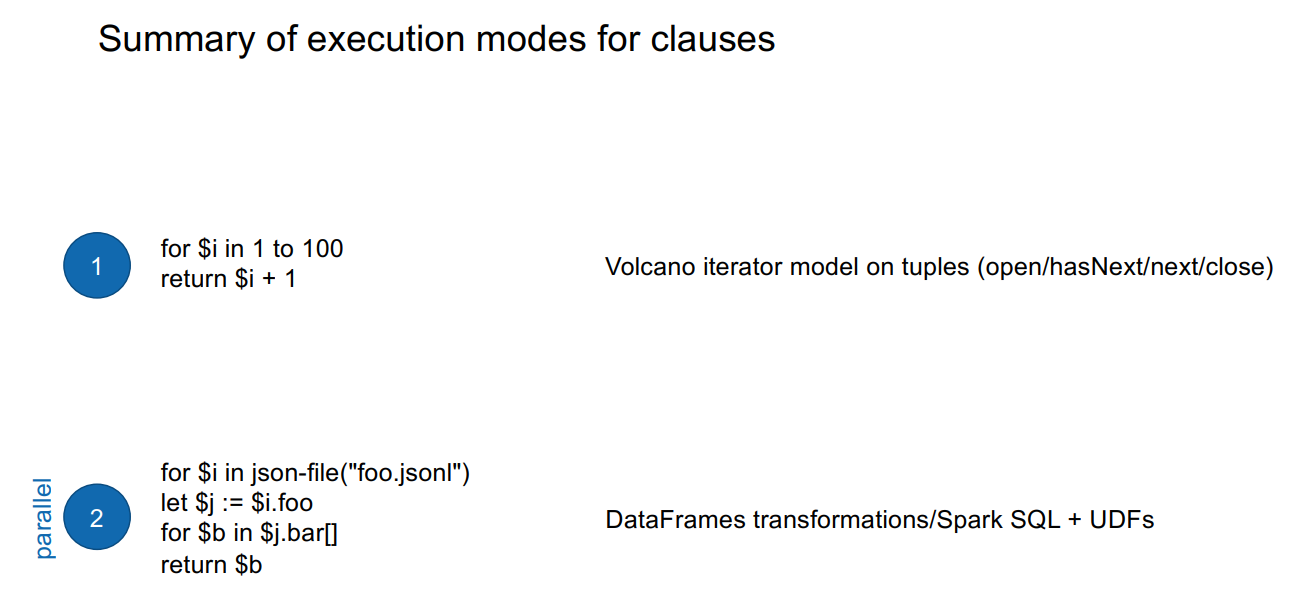 Summary of execution modes for clauses
1
for $i in 1 to 100
return $i + 1
Volcano iterator model on tuples (open/hasNext/next/close)
parallel
2
for $i in json-file("foo.jsonl")
let $j := $i.foo
for $b in $j.bar[]
return $b
DataFrames transformations/Spark SQL + UDFs